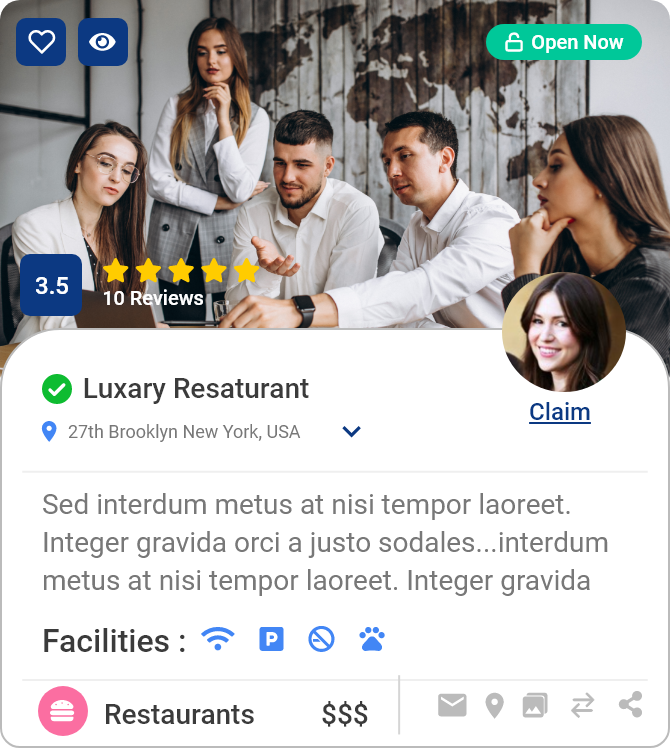 Open Now
3.5
10 Reviews
Luxary Resaturant
Claim
27th Brooklyn New York, USA
Sed interdum metus at nisi tempor laoreet.
Integer gravida orci a justo sodales...interdum
metus at nisi tempor laoreet. Integer gravida
Facilities :
P
Restaurants
$$$